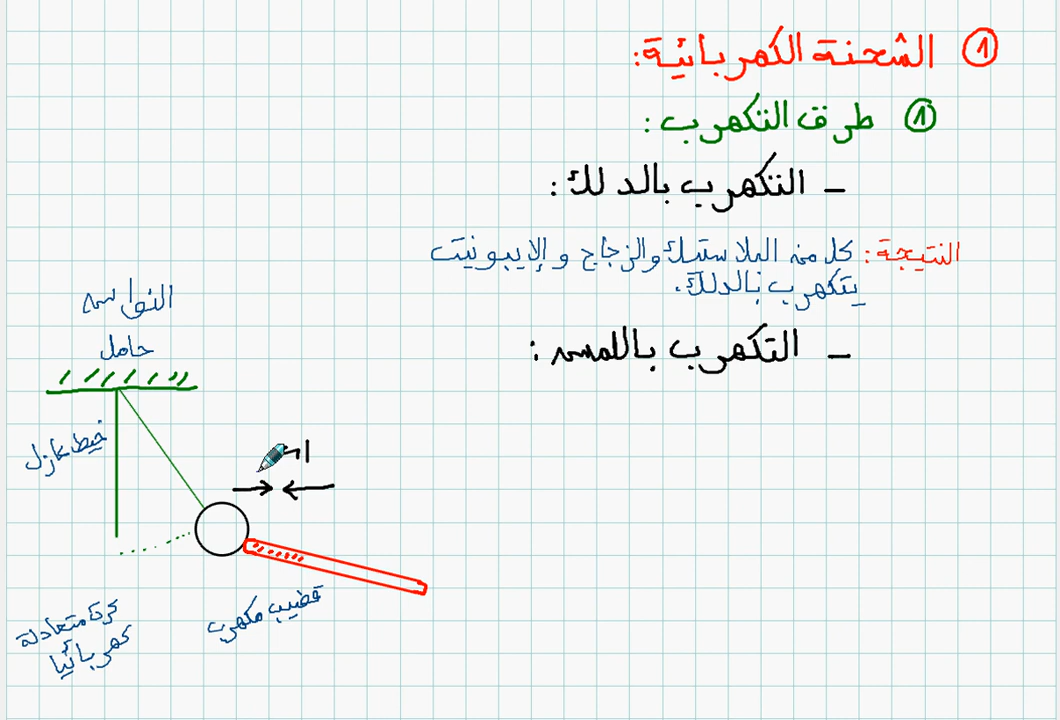 ① الشحنة الكهربائية:
① طرق التكهرب:
– التكهرب بالدلك:
النتيجة: كل من البلاستيك والزجاج والإيبونيت
يتكهرب بالدلك.
– التكهرب باللمس:
النواس
حامل
خيط عازل
قضيب مكهرب
كرة متعادلة
كهربائيا